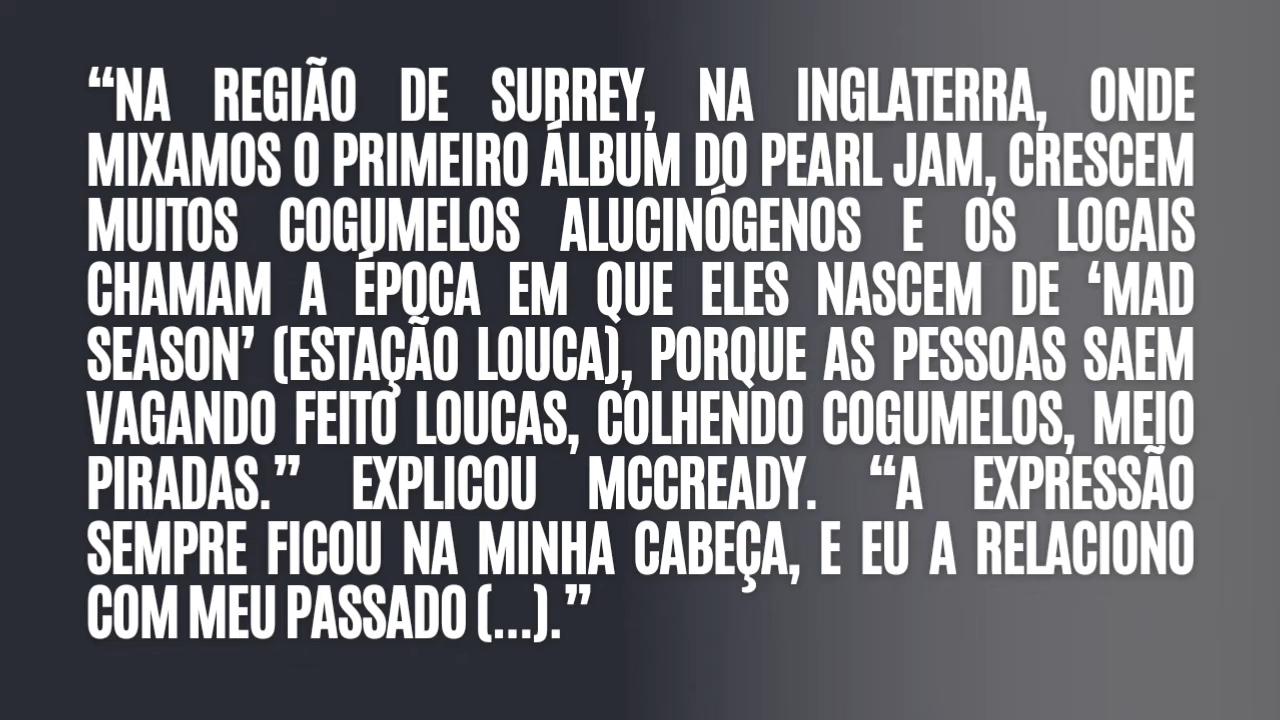 “NA REGIÃO DE SURREY, NA INGLATERRA, ONDE
MIXAMOS O PRIMEIRO ÁLBUM DO PEARL JAM, CRESCEM
MUITOS COGUMELOS ALUCINÓGENOS E OS LOCAIS
CHAMAM A ÉPOCA EM QUE ELES NASCEM DE ‘MAD
SEASON’ (ESTAÇÃO LOUCA), PORQUE AS PESSOAS SAEM
VAGANDO FEITO LOUCAS, COLHENDO COGUMELOS, MEIO
PIRADAS.” EXPLICOU MCCREADY. “A EXPRESSÃO
SEMPRE FICOU NA MINHA CABEÇA, E EU A RELACIONO
COM MEU PASSADO (...).”